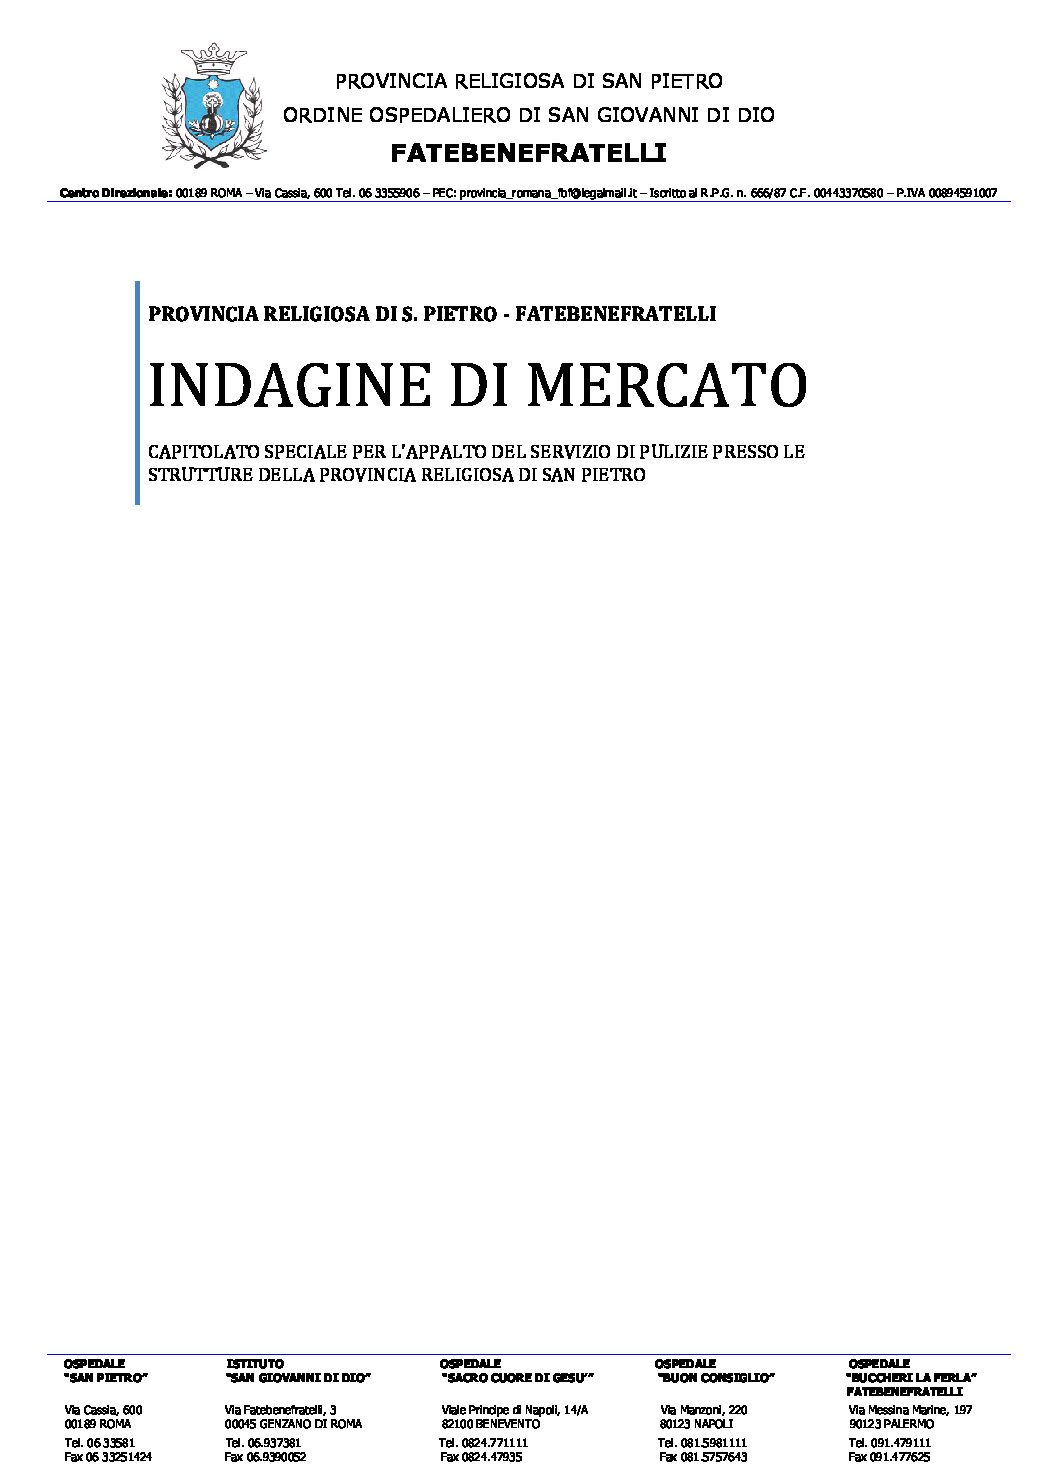 PROVINCIA RELIGIOSA DI SAN PIETRO
ORDINE OSPEDALIERO DI SAN GIOVANNI DI DIO
FATEBENEFRATELLI
Centro Direzionale: 00189 ROMA – Via Cassia, 600 Tel. 06 3355906 – PEC: provincia_romana_fbf@legalmail.it – Iscritto al R.P.G. n. 666/87 C.F. 00443370580 – P.IVA 00894591007
PROVINCIA RELIGIOSA DI S. PIETRO - FATEBENEFRATELLI
INDAGINE DI MERCATO
CAPITOLATO SPECIALE PER L'APPALTO DEL SERVIZIO DI PULIZIE PRESSO LE
STRUTTURE DELLA PROVINCIA RELIGIOSA DI SAN PIETRO
OSPEDALE
"SAN PIETRO"
Via Cassia, 600
00189 ROMA
Tel. 06 33581
Fax 06 33251424
ISTITUTO
"SAN GIOVANNI DI DIO"
Via Fatebenefratelli, 3
00045 GENZANO DI ROMA
Tel. 06.937381
Fax 06.9390052
OSPEDALE
"SACRO CUORE DI GESU'"
Viale Principe di Napoli, 14/A
82100 BENEVENTO
Tel. 0824.771111
Fax 0824.47935
OSPEDALE
"BUON CONSIGLIO"
Via Manzoni, 220
80123 NAPOLI
Tel. 081.5981111
Fax 081.5757643
OSPEDALE
"BUCCHERI LA FERLA"
FATEBENEFRATELLI
Via Messina Marine, 197
90123 PALERMO
Tel. 091.479111
Fax 091.477625